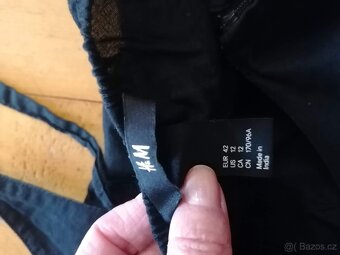 H&M
EUR 42
US 12
CA 12
CN 170/96A
Made in
India
Bazos.cz